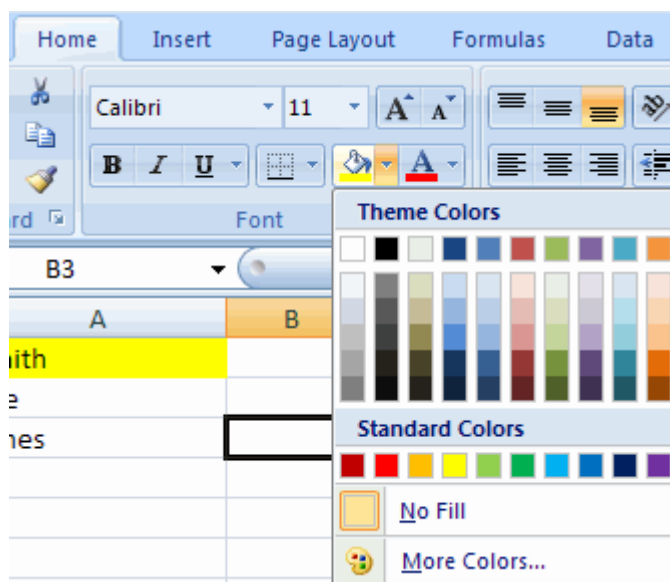 Home Insert Page Layout Formulas Data
Calibri 11 A A
B I U A
rd Font
Theme Colors
B3
A B
ith
e
nes
Standard Colors
No Fill
More Colors...